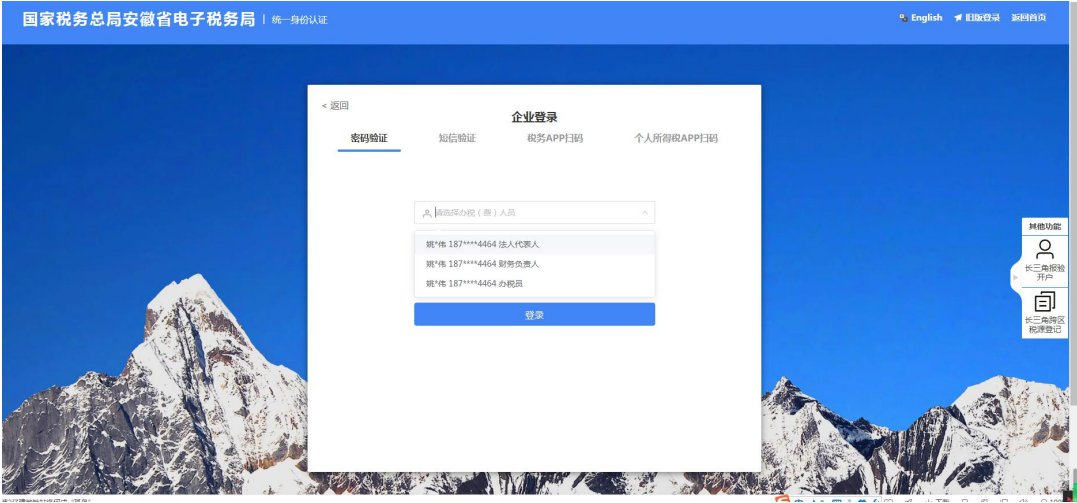 国家税务总局安徽省电子税务局 | 统一身份认证
English 旧版登录 返回首页
< 返回
企业登录
密码验证 短信验证 税务APP扫码 个人所得税APP扫码
请选择办税（费）人员
姚*伟 187****4464 法人代表人
姚*伟 187****4464 财务负责人
姚*伟 187****4464 办税员
登录
其他功能
长三角报验
开户
长三角跨区
税源登记